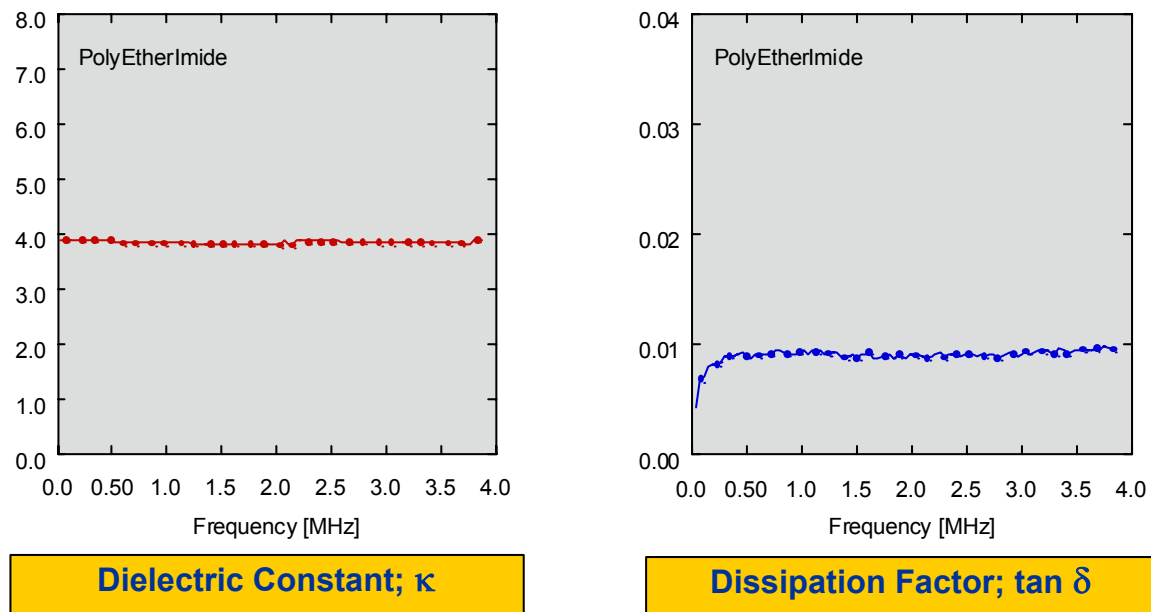 8.0
PolyEtherImide
7.0
6.0
5.0
4.0
3.0
2.0
1.0
0.0
0.0 0.50 1.0 1.5 2.0 2.5 3.0 3.5 4.0
Frequency [MHz]
Dielectric Constant; κ
0.04
PolyEtherImide
0.03
0.02
0.01
0.00
0.0 0.50 1.0 1.5 2.0 2.5 3.0 3.5 4.0
Frequency [MHz]
Dissipation Factor; tan δ